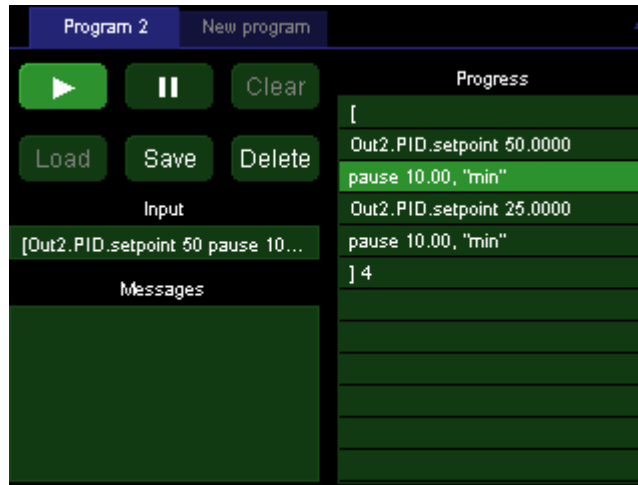 Program 2
New program
Clear
Load
Save
Delete
Input
[Out2.PID.setpoint 50 pause 10...
Messages
Progress
[
Out2.PID.setpoint 50.0000
pause 10.00, "min"
Out2.PID.setpoint 25.0000
pause 10.00, "min"
] 4